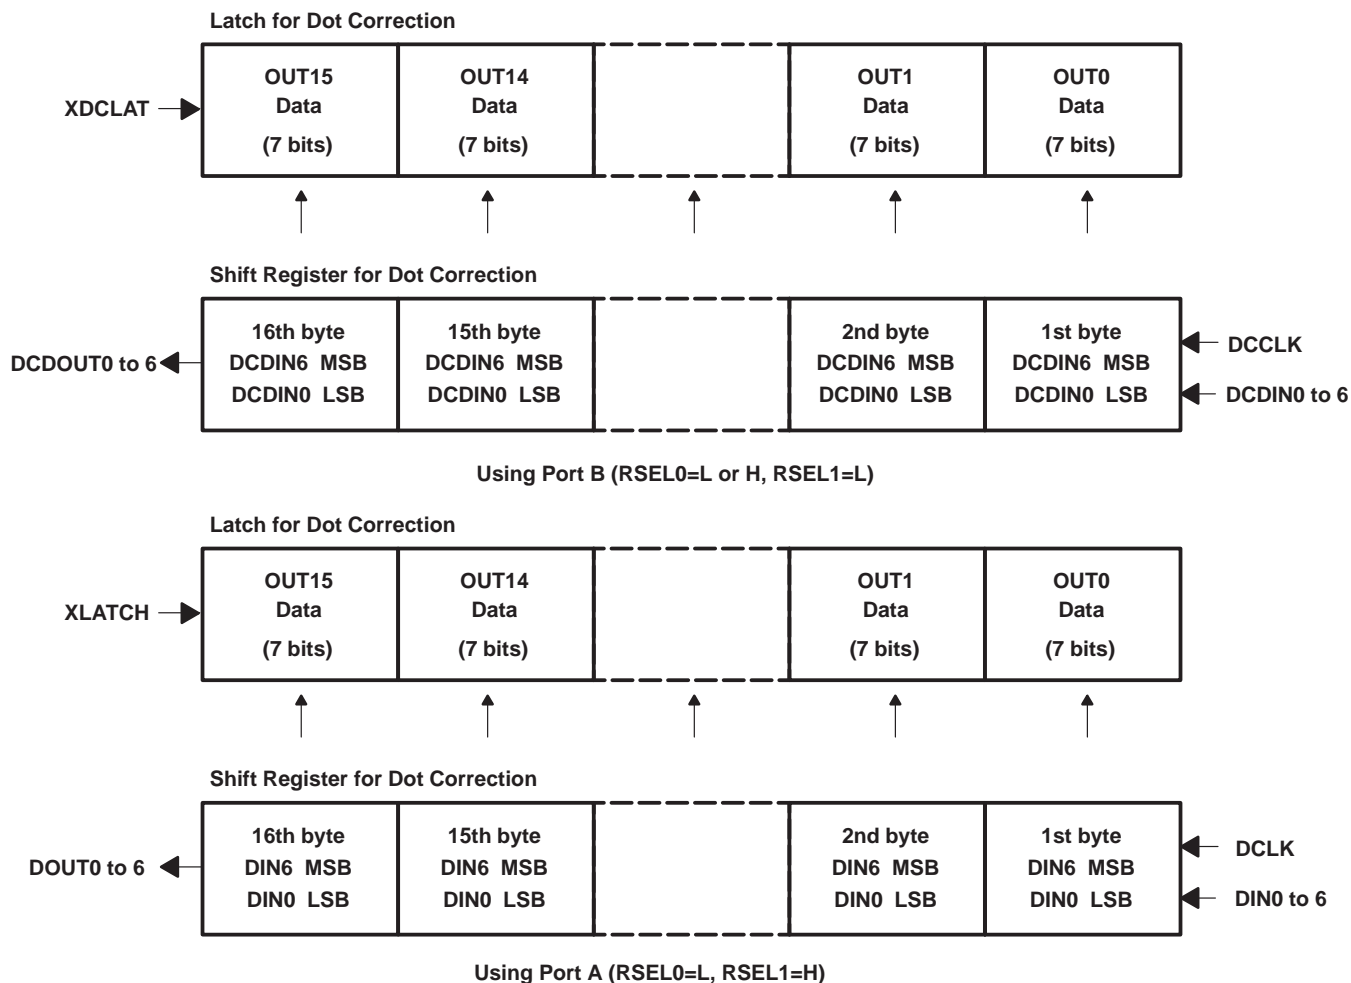 Latch for Dot Correction
OUT15 OUT14 OUT1 OUT0
XDCLAT Data Data Data Data
(7 bits) (7 bits) (7 bits) (7 bits)
Shift Register for Dot Correction
16th byte 15th byte 2nd byte 1st byte DCCLK
DCDOUT0 to 6 DCDIN6 MSB DCDIN6 MSB DCDIN6 MSB DCDIN6 MSB
DCDIN0 LSB DCDIN0 LSB DCDIN0 LSB DCDIN0 LSB DCDIN0 to 6
Using Port B (RSEL0=L or H, RSEL1=L)
Latch for Dot Correction
OUT15 OUT14 OUT1 OUT0
XLATCH Data Data Data Data
(7 bits) (7 bits) (7 bits) (7 bits)
Shift Register for Dot Correction
16th byte 15th byte 2nd byte 1st byte DCLK
DOUT0 to 6 DIN6 MSB DIN6 MSB DIN6 MSB DIN6 MSB
DIN0 LSB DIN0 LSB DIN0 LSB DIN0 LSB DIN0 to 6
Using Port A (RSEL0=L, RSEL1=H)